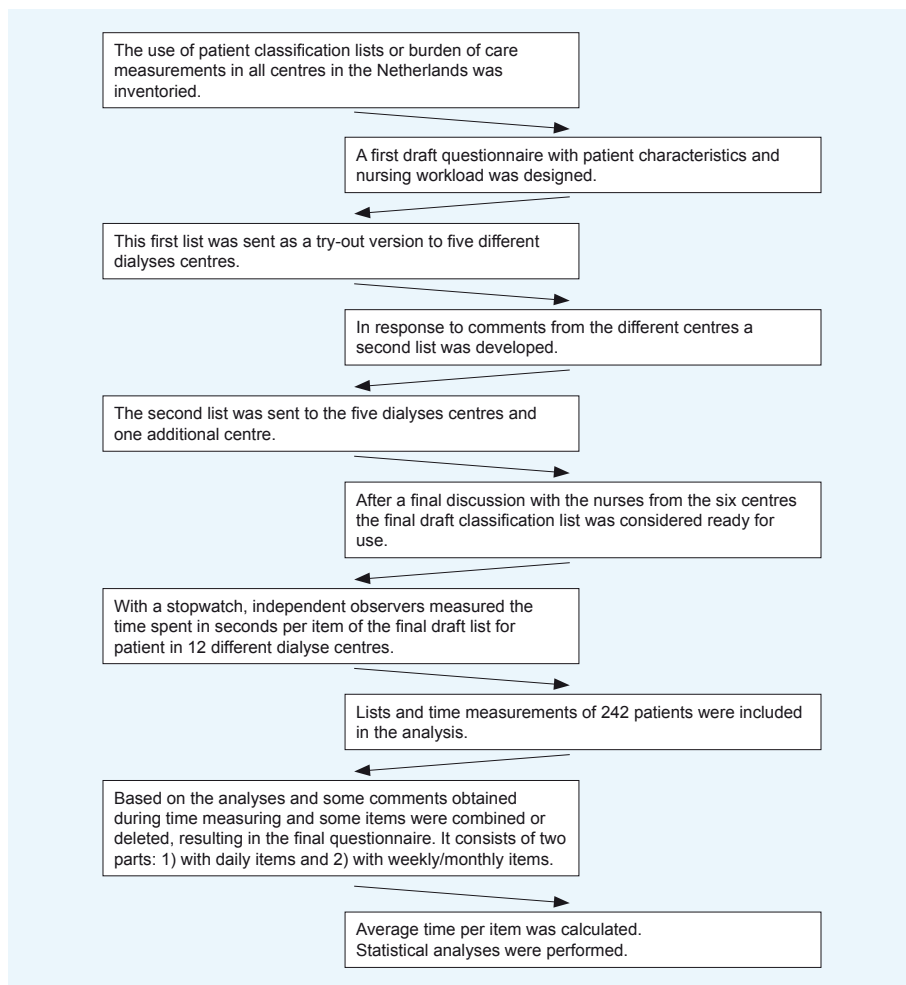 The use of patient classification lists or burden of care
measurements in all centres in the Netherlands was
inventoried.
A first draft questionnaire with patient characteristics and
nursing workload was designed.
This first list was sent as a try-out version to five different
dialyses centres.
In response to comments from the different centres a
second list was developed.
The second list was sent to the five dialyses centres and
one additional centre.
After a final discussion with the nurses from the six centres
the final draft classification list was considered ready for
use.
With a stopwatch, independent observers measured the
time spent in seconds per item of the final draft list for
patient in 12 different dialyse centres.
Lists and time measurements of 242 patients were included
in the analysis.
Based on the analyses and some comments obtained
during time measuring and some items were combined or
deleted, resulting in the final questionnaire. It consists of two
parts: 1) with daily items and 2) with weekly/monthly items.
Average time per item was calculated.
Statistical analyses were performed.